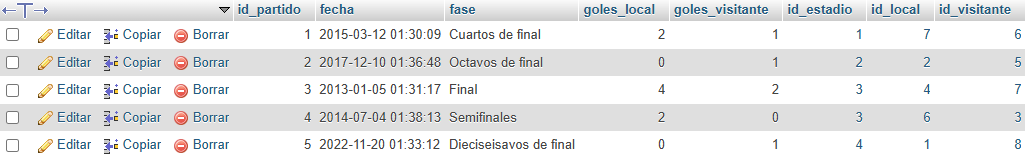 id_partido fecha fase goles_local goles_visitante id_estadio id_local id_visitante
Editar Copiar Borrar 1 2015-03-12 01:30:09 Cuartos de final 2 1 1 7 6
Editar Copiar Borrar 2 2017-12-10 01:36:48 Octavos de final 0 1 2 2 5
Editar Copiar Borrar 3 2013-01-05 01:31:17 Final 4 2 3 4 7
Editar Copiar Borrar 4 2014-07-04 01:38:13 Semifinales 2 0 3 6 3
Editar Copiar Borrar 5 2022-11-20 01:33:12 Dieciseisavos de final 0 1 4 1 8